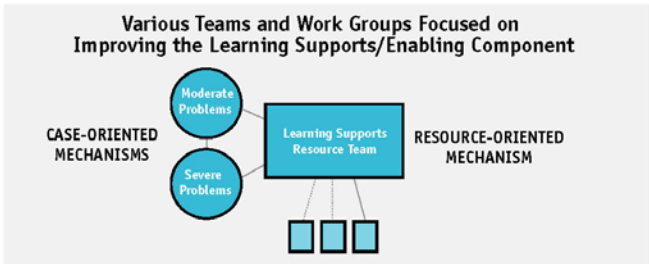 Various Teams and Work Groups Focused on
Improving the Learning Supports/Enabling Component
Moderate
Problems
CASE-ORIENTED
MECHANISMS
Learning Supports
Resource Team
RESOURCE-ORIENTED
MECHANISM
Severe
Problems